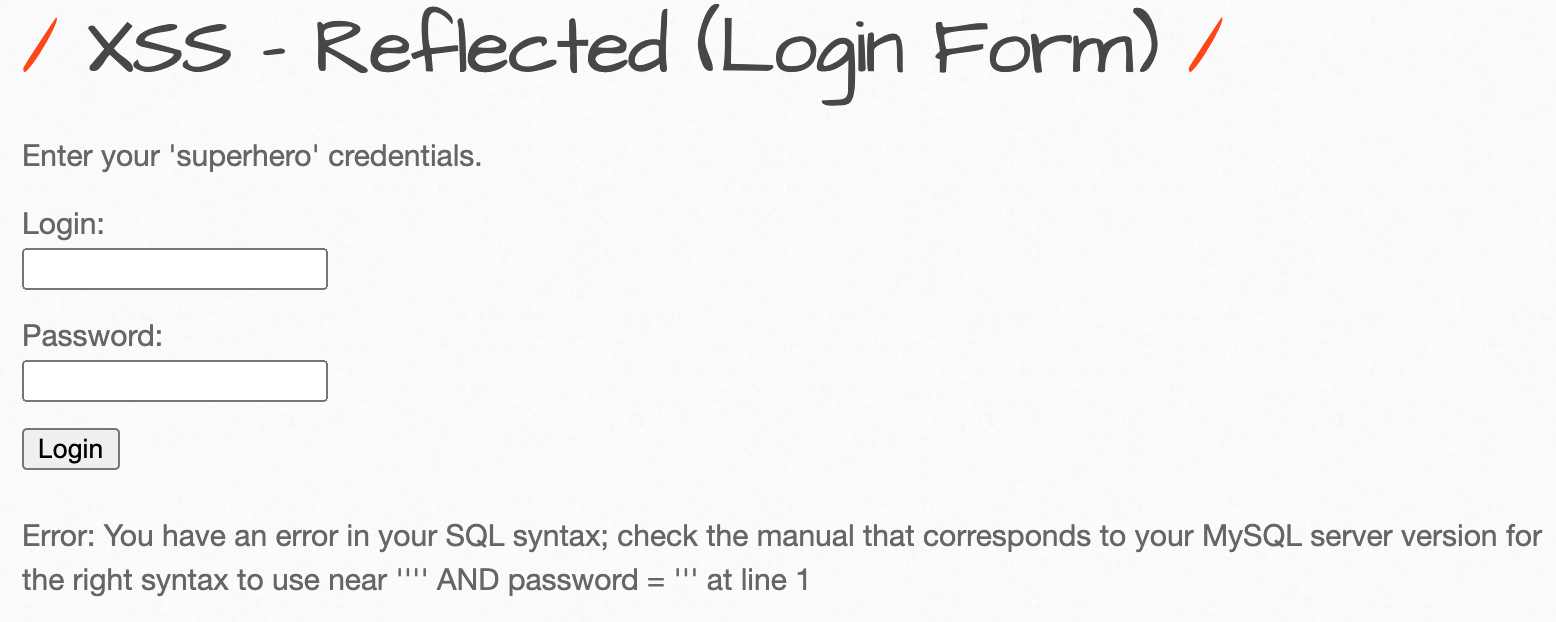 / XSS - Reflected (Login Form) /
Enter your 'superhero' credentials.
Login:
Password:
Login
Error: You have an error in your SQL syntax; check the manual that corresponds to your MySQL server version for
the right syntax to use near '''' AND password = ''' at line 1